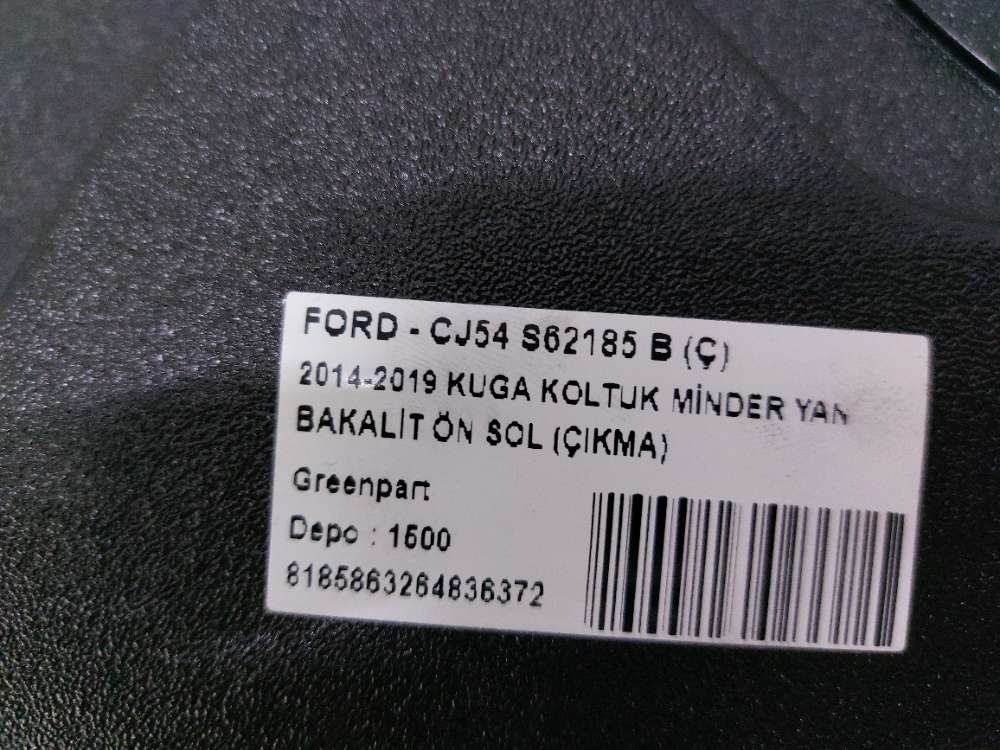 FORD - CJ54 S62185 B (Ç)
2014-2019 KUGA KOLTUK MİNDER YAN
BAKALİT ÖN SOL (ÇIKMA)
Greenpart
Depo : 1500
8185863264836372